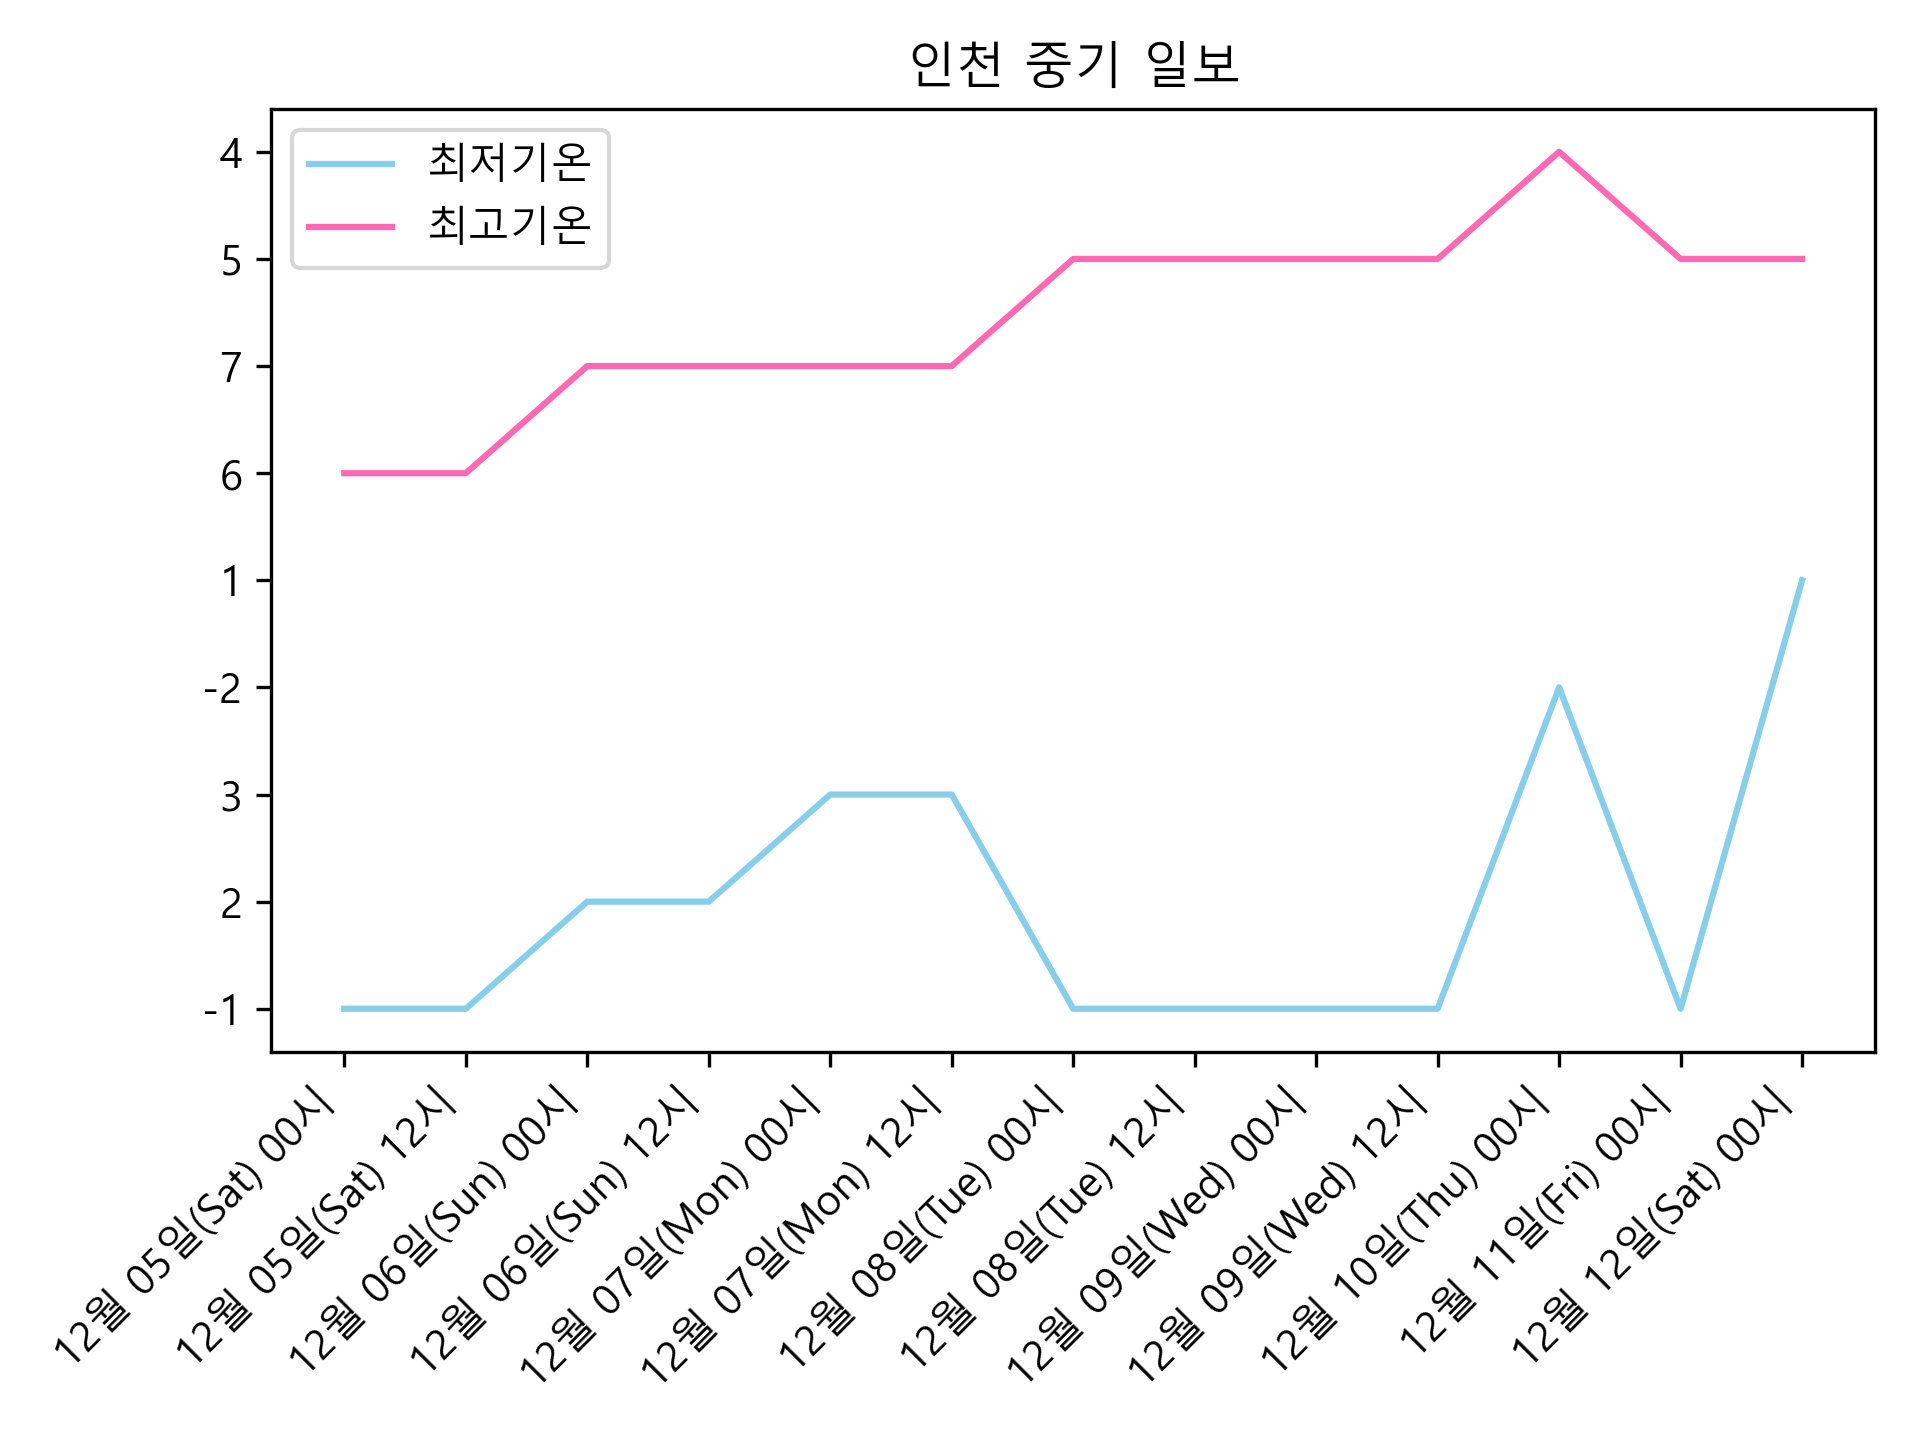 인천 중기 일보
최저기온
최고기온
4
5
7
6
1
-2
3
2
-1
12월 05일(Sat) 00시
12월 05일(Sat) 12시
12월 06일(Sun) 00시
12월 06일(Sun) 12시
12월 07일(Mon) 00시
12월 07일(Mon) 12시
12월 08일(Tue) 00시
12월 08일(Tue) 12시
12월 09일(Wed) 00시
12월 09일(Wed) 12시
12월 10일(Thu) 00시
12월 11일(Fri) 00시
12월 12일(Sat) 00시